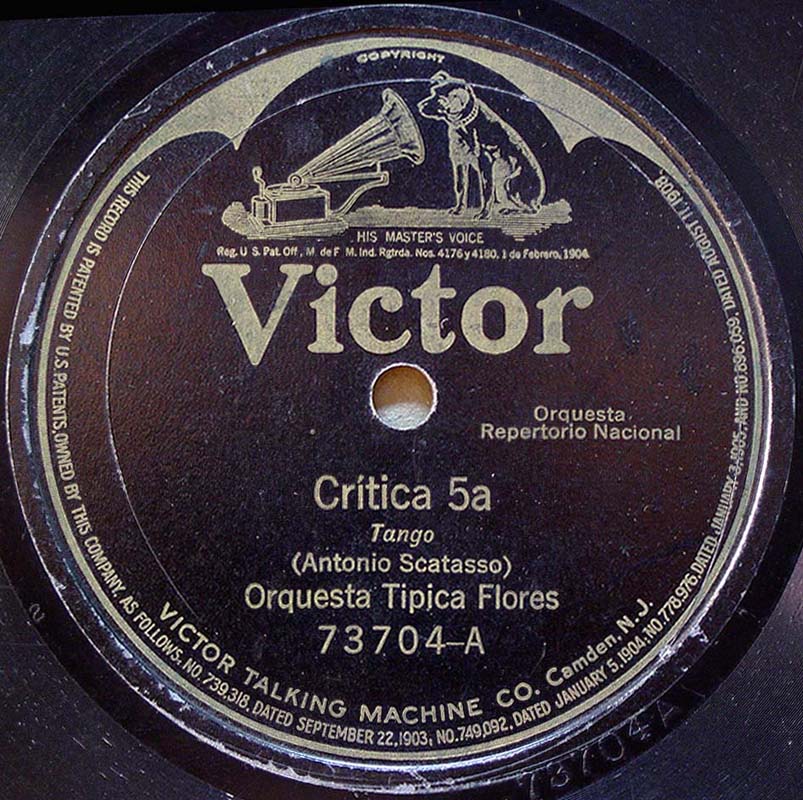 COPYRIGHT
HIS MASTER'S VOICE
Reg. U S. Pat. Off, M. de F M. Ind. Rgtrda. Nos. 4176 y 4180. 1 de Febrero, 1904.
Victor
Orquesta
Repertorio Nacional
Crítica 5a
Tango
(Antonio Scatasso)
Orquesta Tipica Flores
73704-A
VICTOR TALKING MACHINE CO. Camden, N. J.
THIS RECORD IS PATENTED BY U.S. PATENTS, OWNED BY THIS COMPANY AS FOLLOWS, NO. 739,318, DATED SEPTEMBER 22, 1903; NO. 749,092, DATED JANUARY 5, 1904; NO. 778,976, DATED JANUARY 3, 1905, AND NO. 896,059, DATED AUGUST 11, 1908.
73704A
2